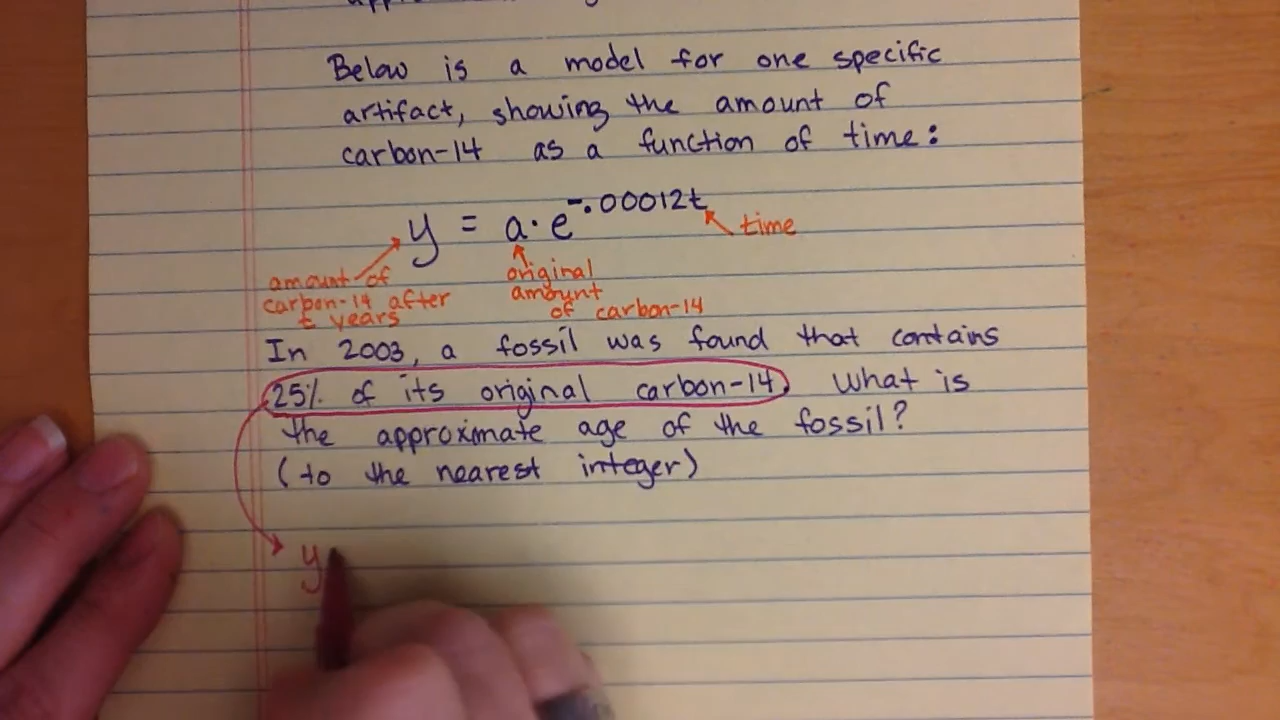 Below is a model for one specific
artifact, showing the amount of
carbon-14 as a function of time:
y = a · e^-.00012t
time
amount of
carbon-14 after
t years
original
amount
of carbon-14
In 2003, a fossil was found that contains
25% of its original carbon-14. What is
the approximate age of the fossil?
(to the nearest integer)
y